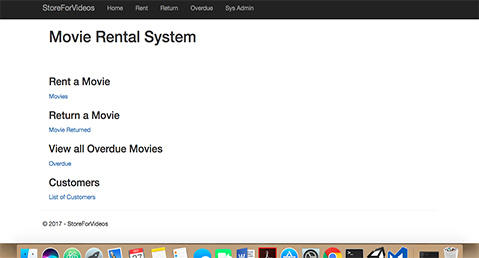 StoreForVideos Home Rent Return Overdue Sys Admin
Movie Rental System
Rent a Movie
Movies
Return a Movie
Movie Returned
View all Overdue Movies
Overdue
Customers
List of Customers
© 2017 - StoreForVideos
27